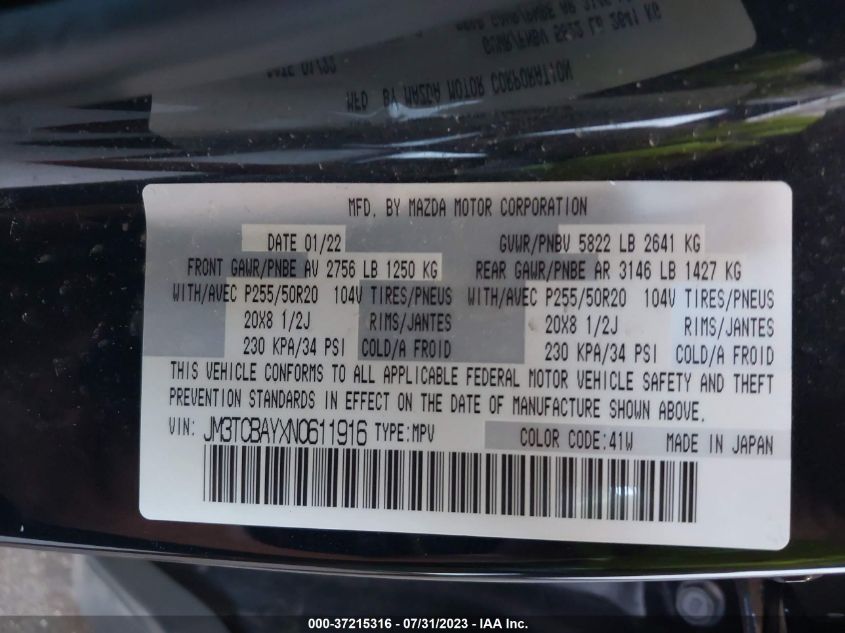 MFD. BY MAZDA MOTOR CORPORATION
DATE 01/22 GVWR/PNBV 5822 LB 2641 KG
FRONT GAWR/PNBE AV 2756 LB 1250 KG REAR GAWR/PNBE AR 3146 LB 1427 KG
WITH/AVEC P255/50R20 104V TIRES/PNEUS WITH/AVEC P255/50R20 104V TIRES/PNEUS
20X8 1/2J RIMS/JANTES 20X8 1/2J RIMS/JANTES
230 KPA/34 PSI COLD/A FROID 230 KPA/34 PSI COLD/A FROID
THIS VEHICLE CONFORMS TO ALL APPLICABLE FEDERAL MOTOR VEHICLE SAFETY AND THEFT
PREVENTION STANDARDS IN EFFECT ON THE DATE OF MANUFACTURE SHOWN ABOVE.
VIN: JM3TCBAYXN0611916 TYPE:MPV COLOR CODE:41W MADE IN JAPAN
000-37215316 - 07/31/2023 - IAA Inc.